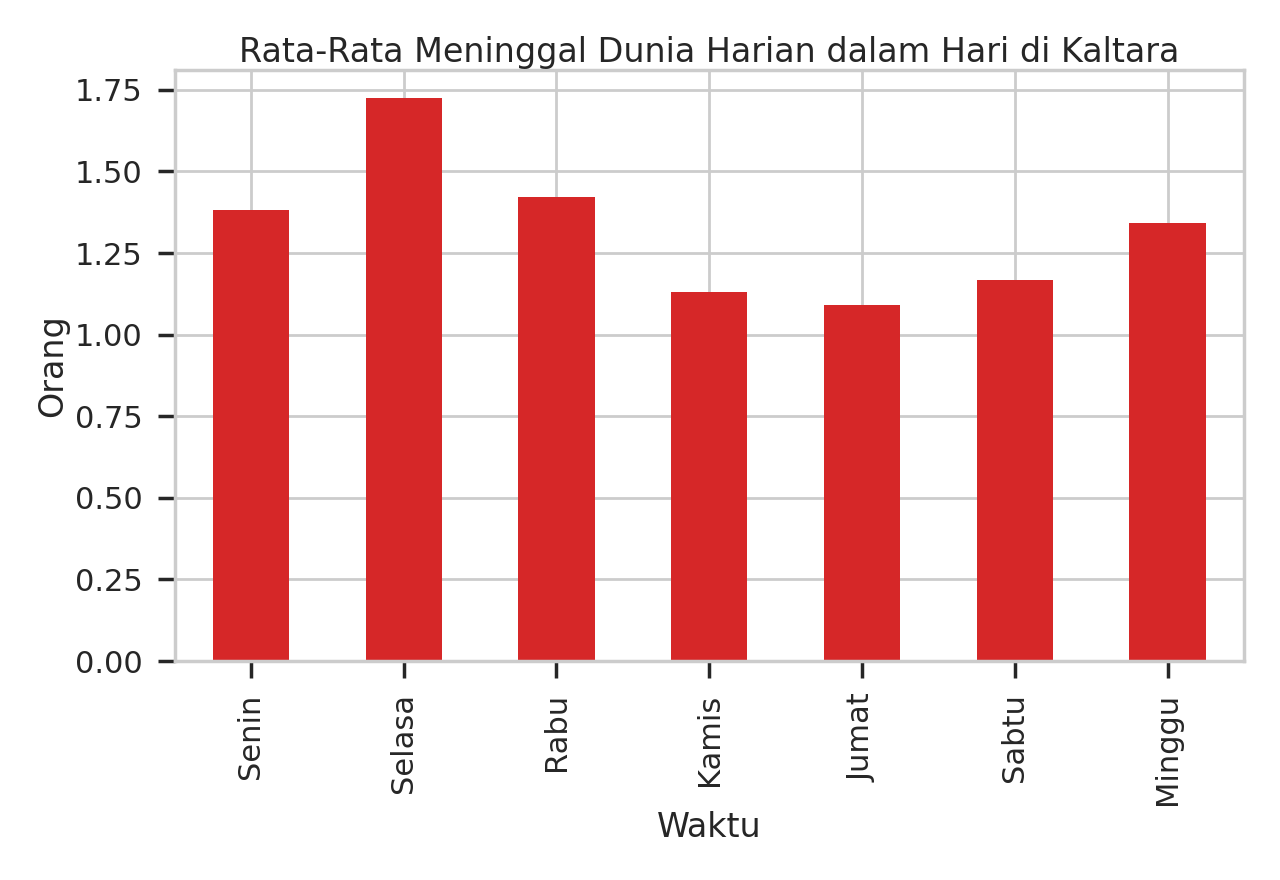 Rata-Rata Meninggal Dunia Harian dalam Hari di Kaltara
1.75
1.50
1.25
1.00
0.75
0.50
0.25
0.00
Orang
Senin
Selasa
Rabu
Kamis
Jumat
Sabtu
Minggu
Waktu